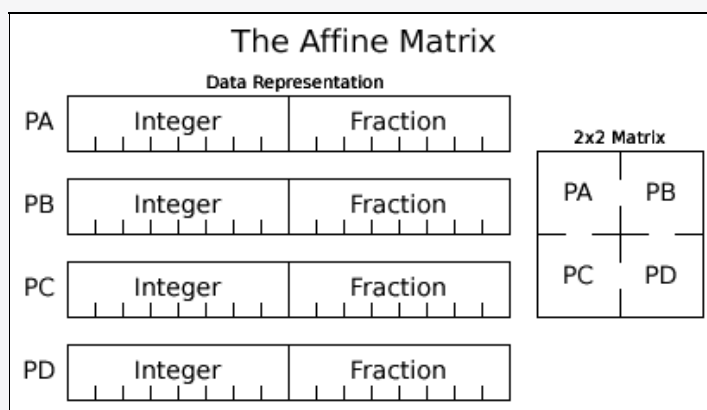 The Affine Matrix
Data Representation
PA Integer Fraction
2x2 Matrix
PB Integer Fraction
PA PB
PC Integer Fraction
PC PD
PD Integer Fraction